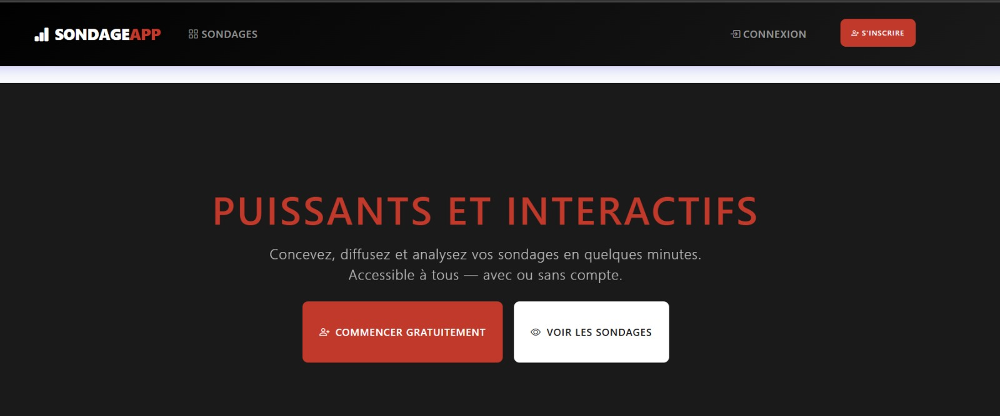 SONDAGEAPP
SONDAGES
CONNEXION
S'INSCRIRE
PUISSANTS ET INTERACTIFS
Concevez, diffusez et analysez vos sondages en quelques minutes.
Accessible à tous — avec ou sans compte.
COMMENCER GRATUITEMENT
VOIR LES SONDAGES